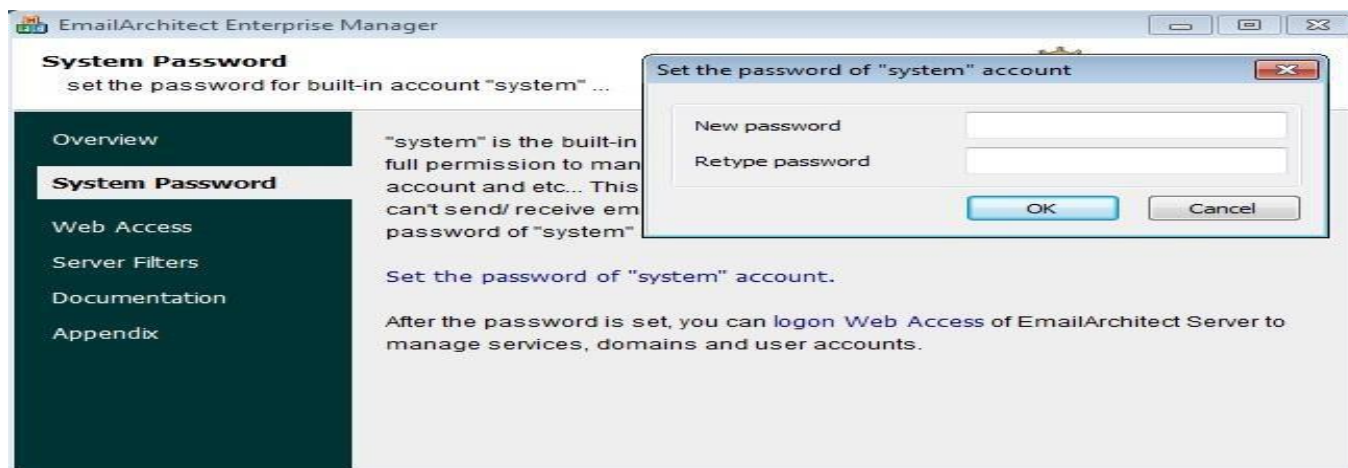 EmailArchitect Enterprise Manager
System Password
set the password for built-in account "system" ...
Set the password of "system" account
New password
Retype password
OK
Cancel
Overview
System Password
Web Access
Server Filters
Documentation
Appendix
"system" is the built-in
full permission to man
account and etc... This
can't send/ receive em
password of "system"
Set the password of "system" account.
After the password is set, you can logon Web Access of EmailArchitect Server to
manage services, domains and user accounts.